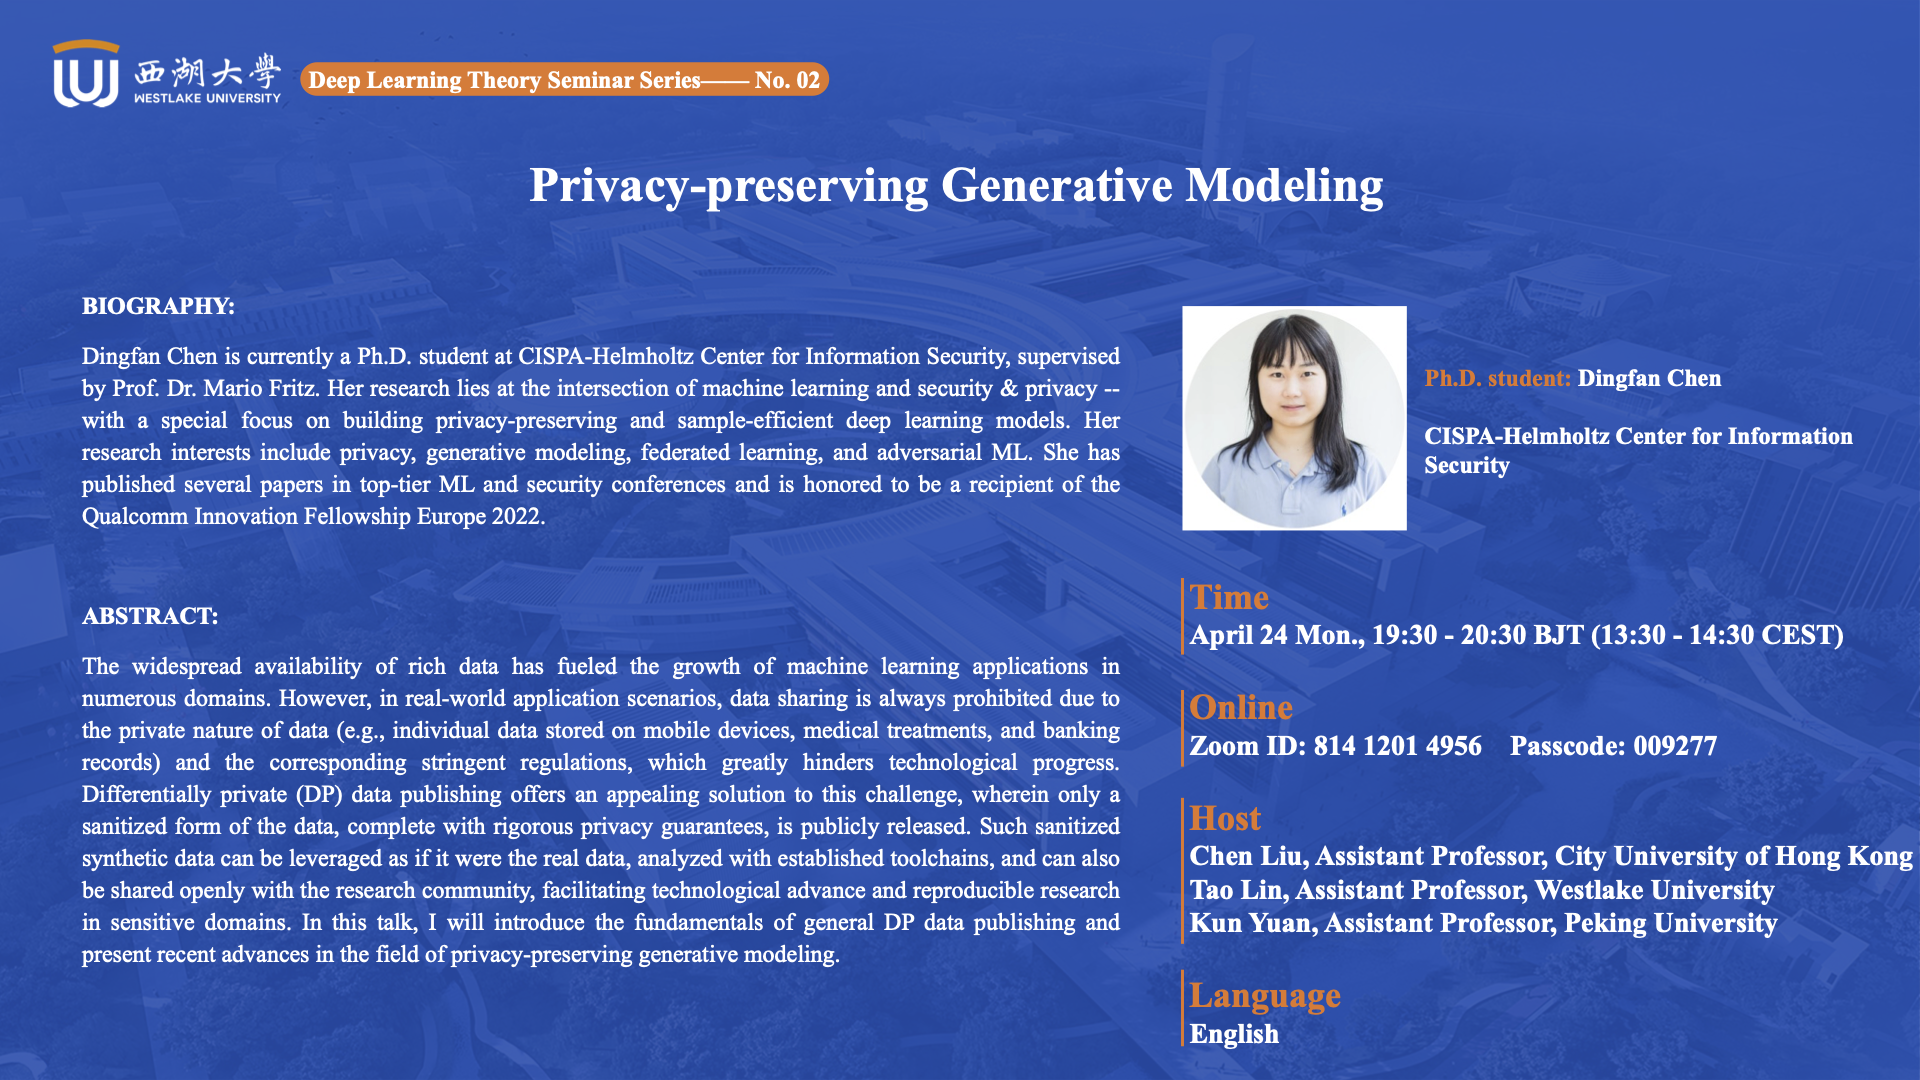 西湖大學
WESTLAKE UNIVERSITY
Deep Learning Theory Seminar Series—— No. 02
Privacy-preserving Generative Modeling
BIOGRAPHY:
Dingfan Chen is currently a Ph.D. student at CISPA-Helmholtz Center for Information Security, supervised
by Prof. Dr. Mario Fritz. Her research lies at the intersection of machine learning and security & privacy --
with a special focus on building privacy-preserving and sample-efficient deep learning models. Her
research interests include privacy, generative modeling, federated learning, and adversarial ML. She has
published several papers in top-tier ML and security conferences and is honored to be a recipient of the
Qualcomm Innovation Fellowship Europe 2022.
ABSTRACT:
The widespread availability of rich data has fueled the growth of machine learning applications in
numerous domains. However, in real-world application scenarios, data sharing is always prohibited due to
the private nature of data (e.g., individual data stored on mobile devices, medical treatments, and banking
records) and the corresponding stringent regulations, which greatly hinders technological progress.
Differentially private (DP) data publishing offers an appealing solution to this challenge, wherein only a
sanitized form of the data, complete with rigorous privacy guarantees, is publicly released. Such sanitized
synthetic data can be leveraged as if it were the real data, analyzed with established toolchains, and can also
be shared openly with the research community, facilitating technological advance and reproducible research
in sensitive domains. In this talk, I will introduce the fundamentals of general DP data publishing and
present recent advances in the field of privacy-preserving generative modeling.
Ph.D. student: Dingfan Chen
CISPA-Helmholtz Center for Information
Security
Time
April 24 Mon., 19:30 - 20:30 BJT (13:30 - 14:30 CEST)
Online
Zoom ID: 814 1201 4956 Passcode: 009277
Host
Chen Liu, Assistant Professor, City University of Hong Kong
Tao Lin, Assistant Professor, Westlake University
Kun Yuan, Assistant Professor, Peking University
Language
English